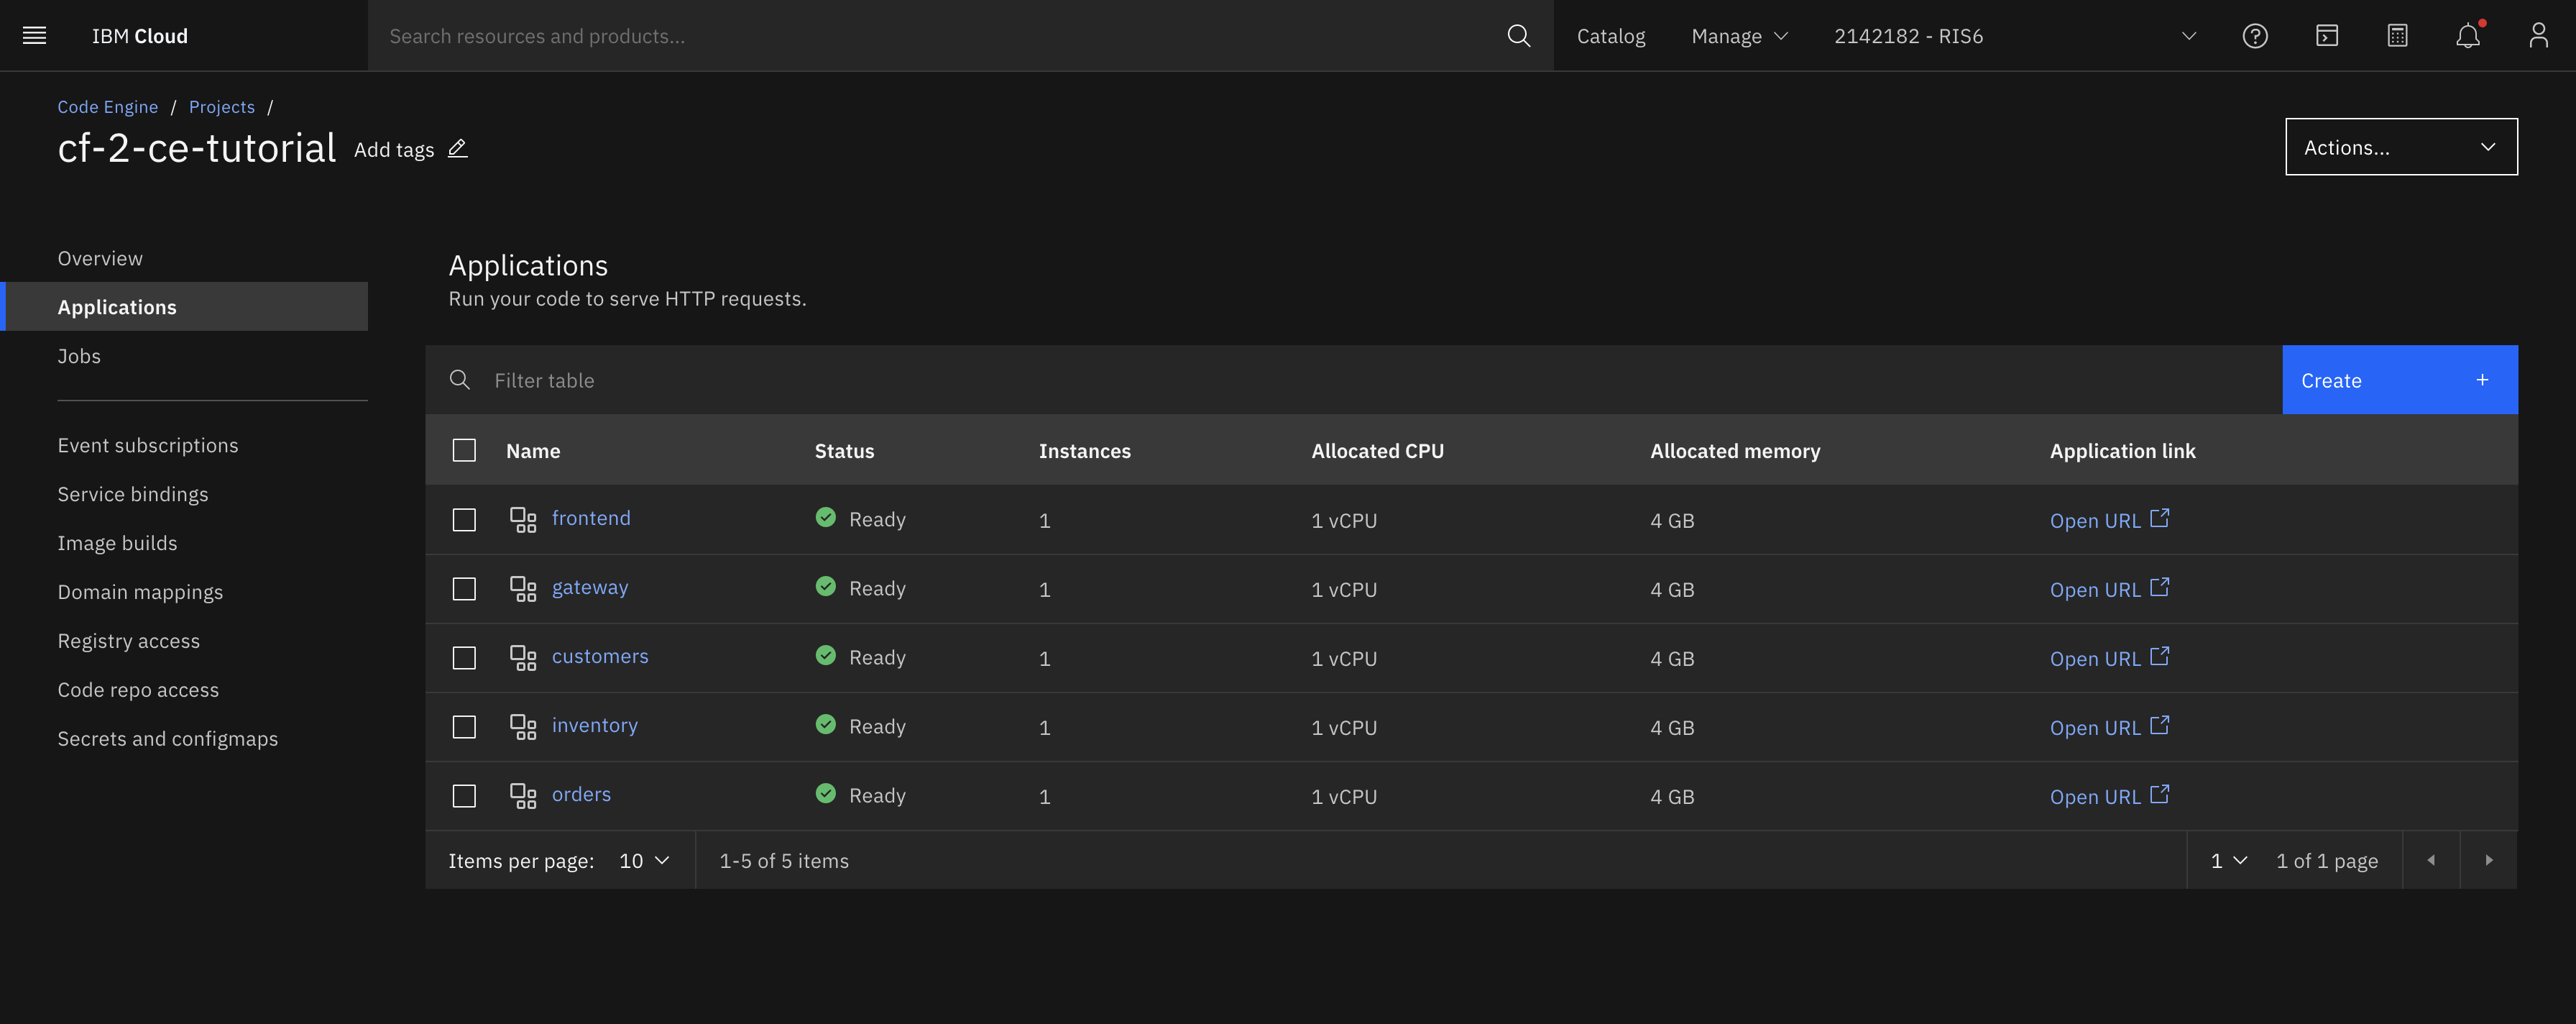 IBM Cloud
Search resources and products...
Catalog
Manage
2142182 - RIS6
Code Engine / Projects /
cf-2-ce-tutorial Add tags
Actions...
Overview
Applications
Jobs
Event subscriptions
Service bindings
Image builds
Domain mappings
Registry access
Code repo access
Secrets and configmaps
Applications
Run your code to serve HTTP requests.
Filter table
Create +
Name Status Instances Allocated CPU Allocated memory Application link
frontend Ready 1 1 vCPU 4 GB Open URL
gateway Ready 1 1 vCPU 4 GB Open URL
customers Ready 1 1 vCPU 4 GB Open URL
inventory Ready 1 1 vCPU 4 GB Open URL
orders Ready 1 1 vCPU 4 GB Open URL
Items per page: 10 1-5 of 5 items 1 1 of 1 page